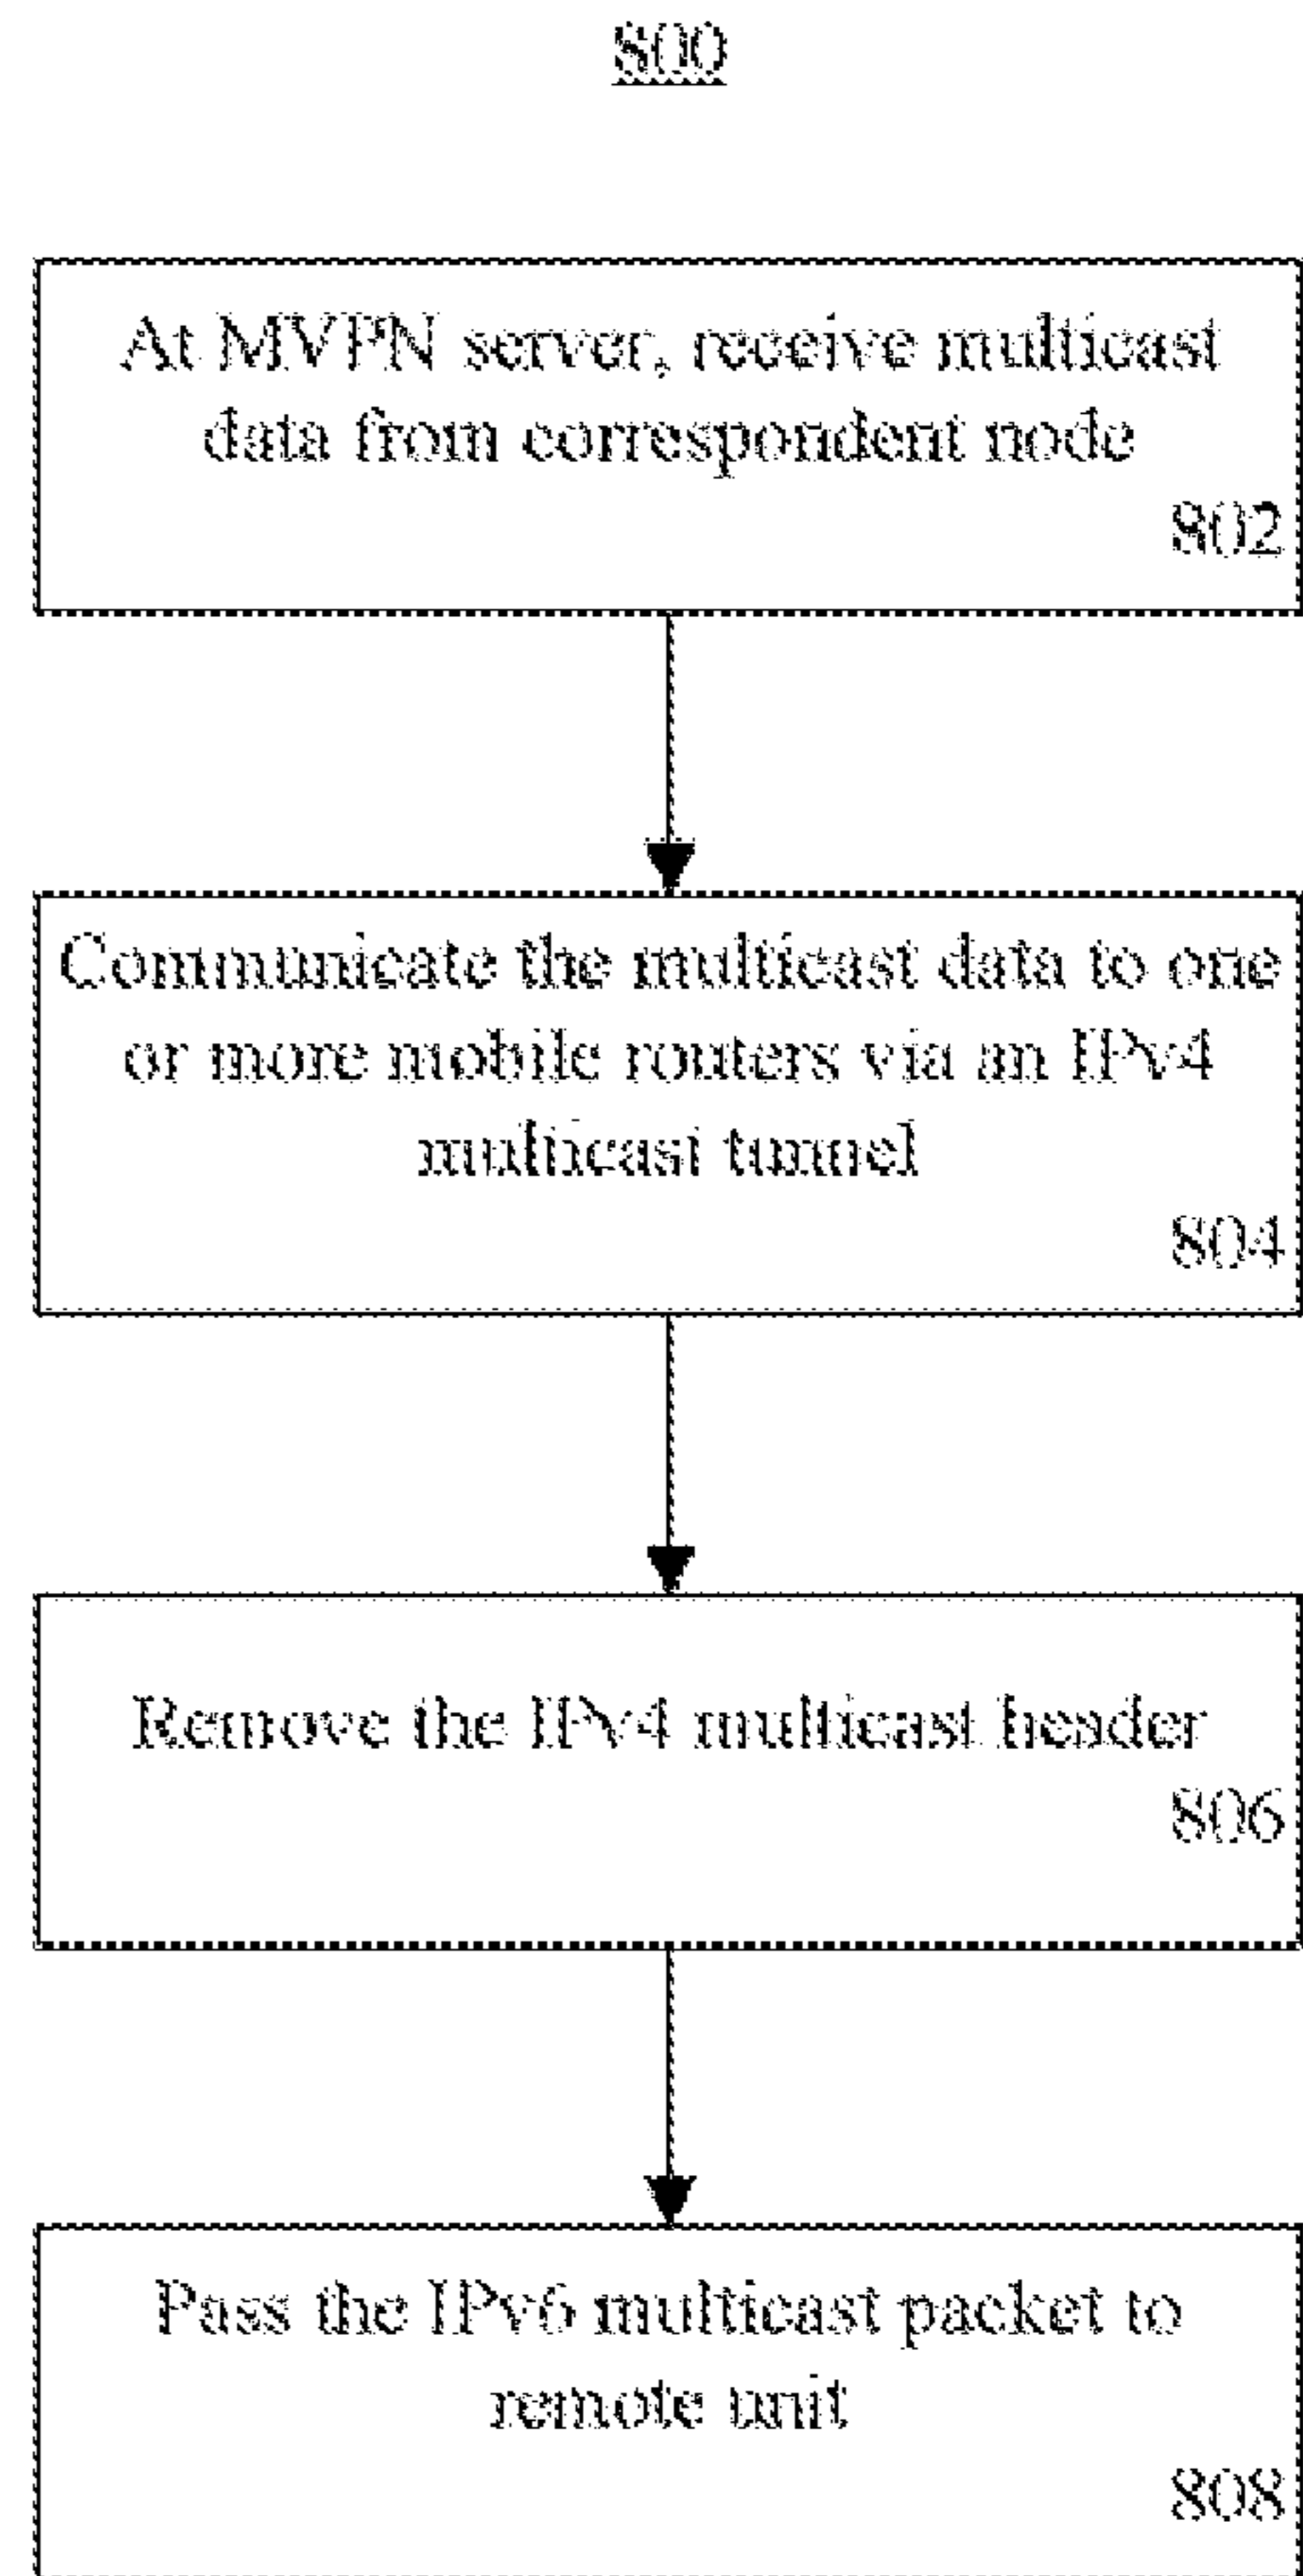 800
At MVPN server, receive multicast
data from correspondent node
802
Communicate the multicast data to one
or more mobile routers via an IPv4
multicast tunnel
804
Remove the IPv4 multicast header
806
Pass the IPv6 multicast packet to
remote unit
808